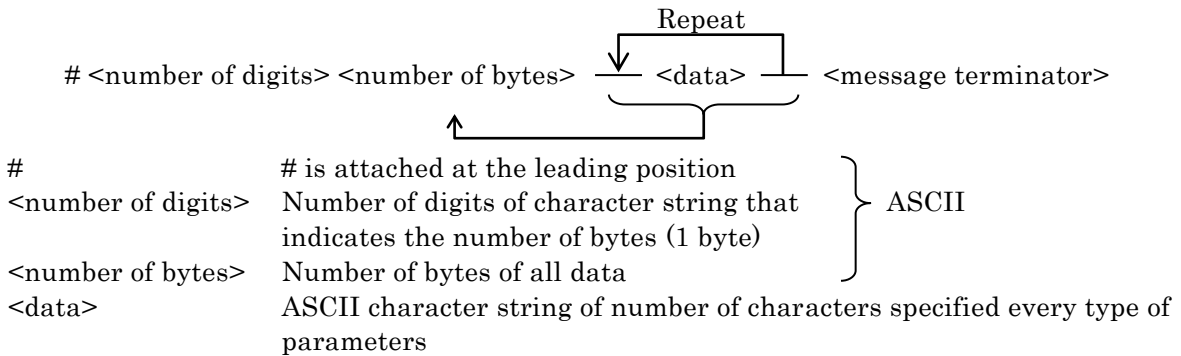 Repeat
# <number of digits> <number of bytes> <data> <message terminator>
# # is attached at the leading position
<number of digits> Number of digits of character string that
indicates the number of bytes (1 byte)
ASCII
<number of bytes> Number of bytes of all data
<data> ASCII character string of number of characters specified every type of
parameters